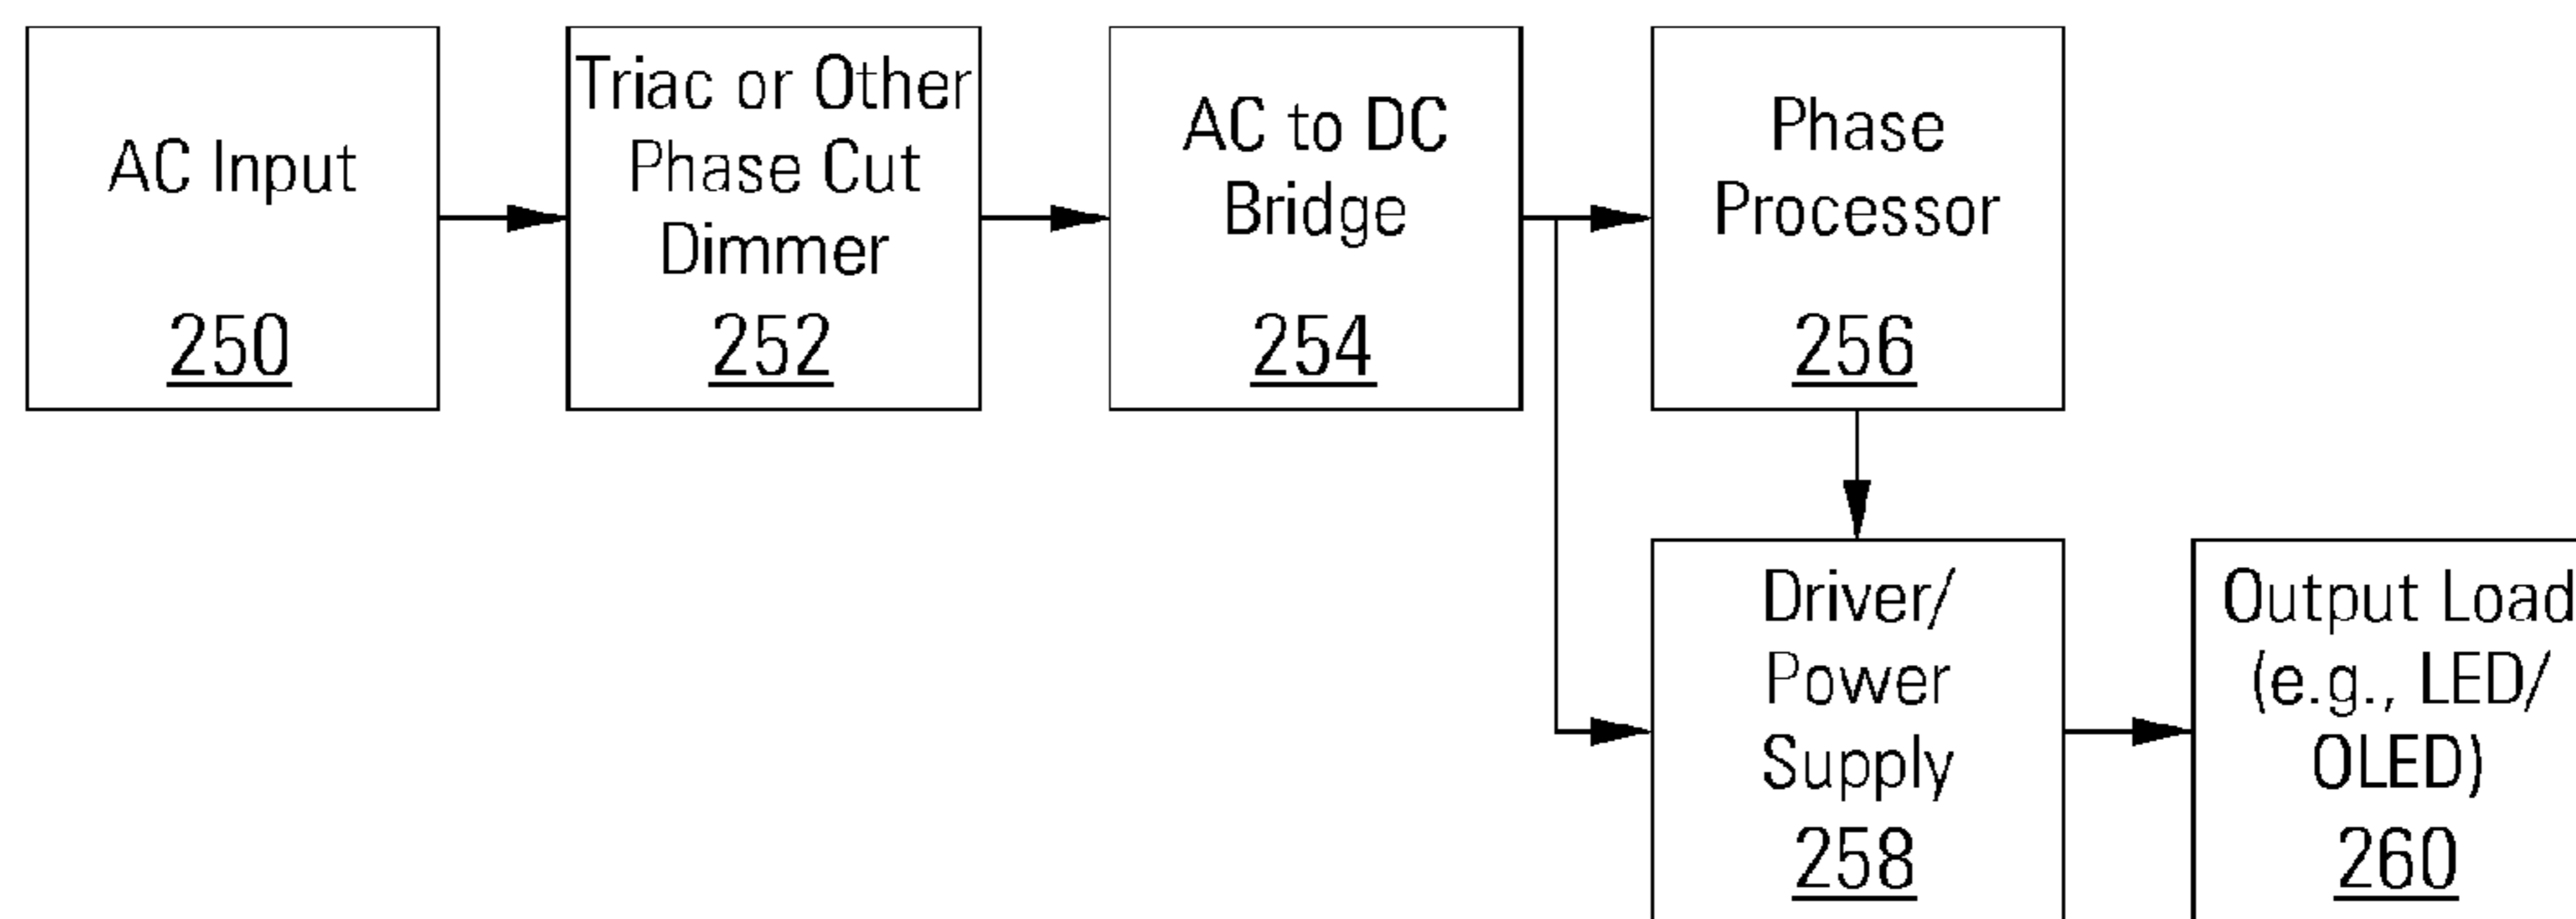 AC Input
250
Triac or Other
Phase Cut
Dimmer
252
AC to DC
Bridge
254
Phase
Processor
256
Driver/
Power
Supply
258
Output Load
(e.g., LED/
OLED)
260